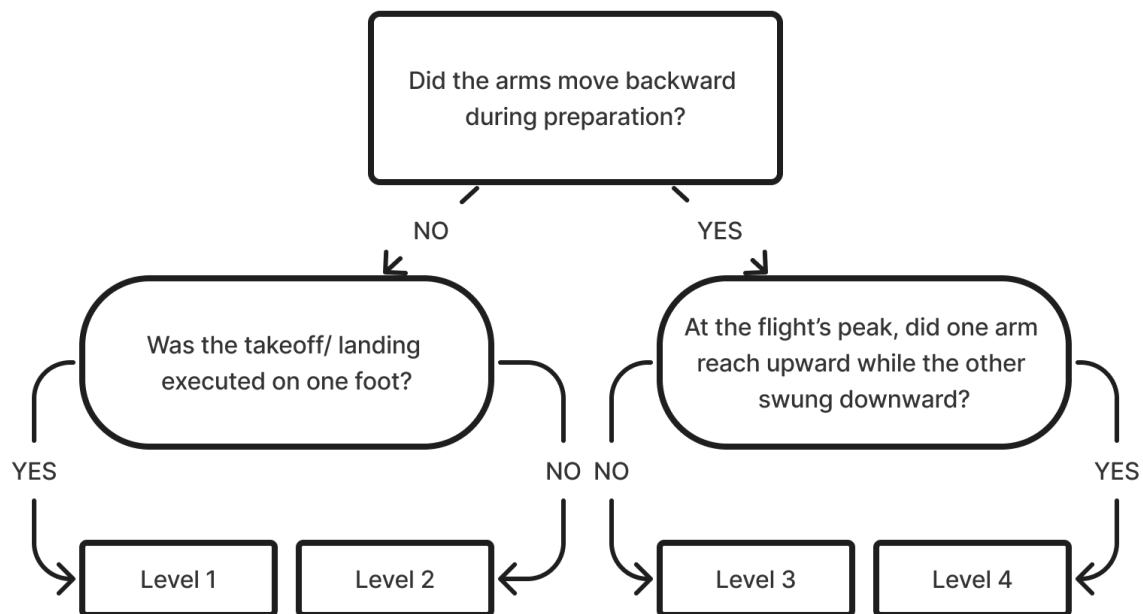 Did the arms move backward
during preparation?
NO
YES
Was the takeoff/ landing
executed on one foot?
At the flight’s peak, did one arm
reach upward while the other
swung downward?
YES
NO
NO
YES
Level 1
Level 2
Level 3
Level 4